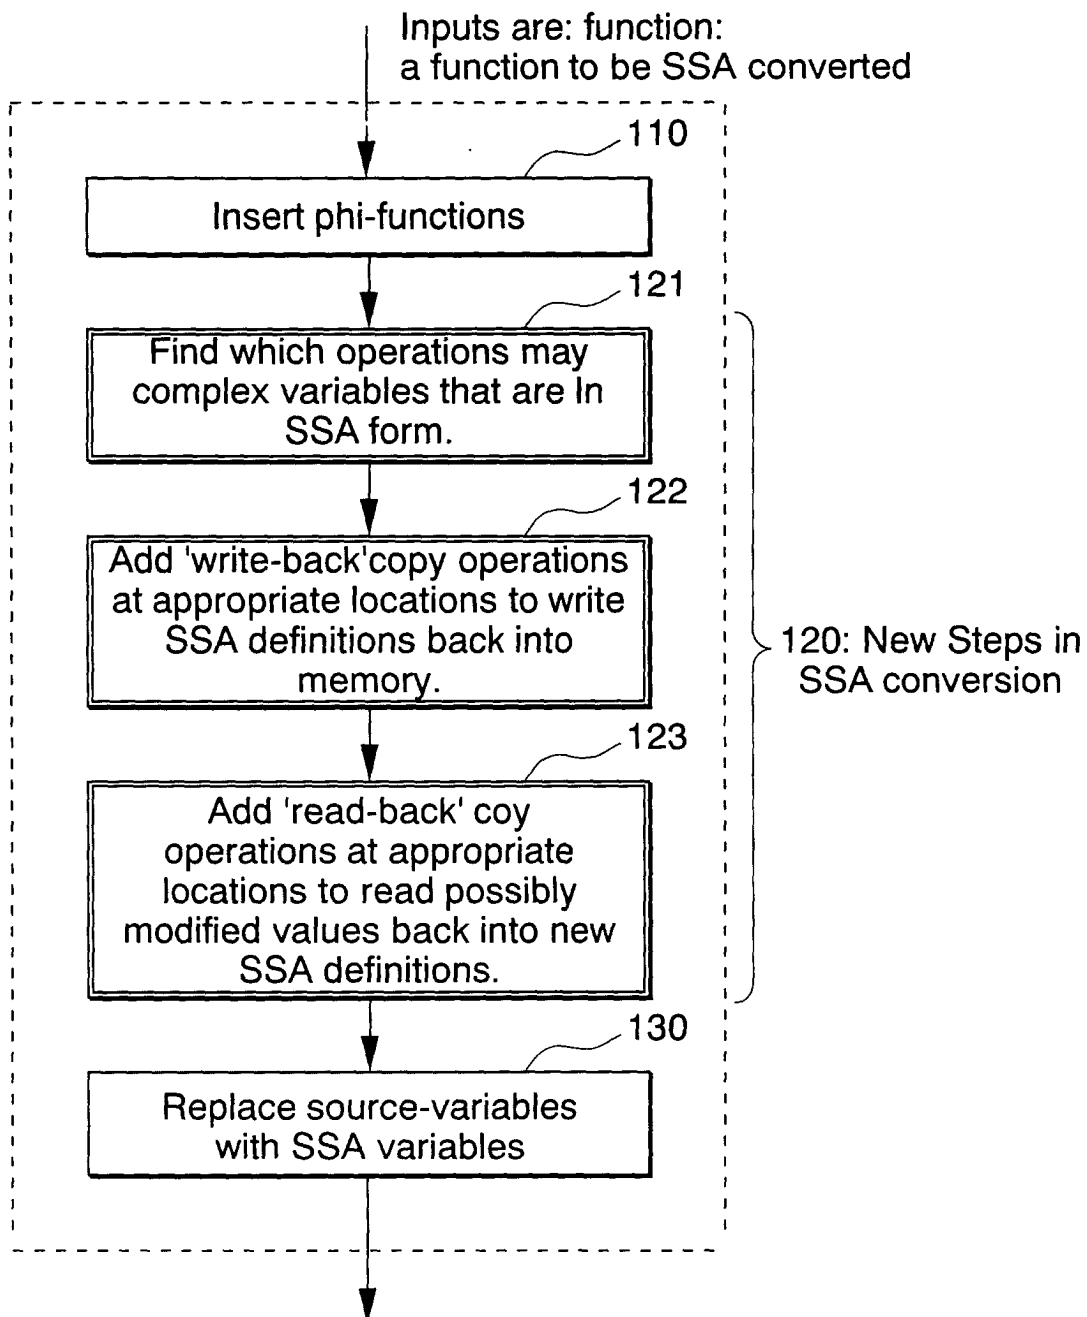 Inputs are: function:
a function to be SSA converted
110
Insert phi-functions
121
Find which operations may
complex variables that are In
SSA form.
122
Add 'write-back'copy operations
at appropriate locations to write
SSA definitions back into
memory.
120: New Steps in
SSA conversion
123
Add 'read-back' coy
operations at appropriate
locations to read possibly
modified values back into new
SSA definitions.
130
Replace source-variables
with SSA variables